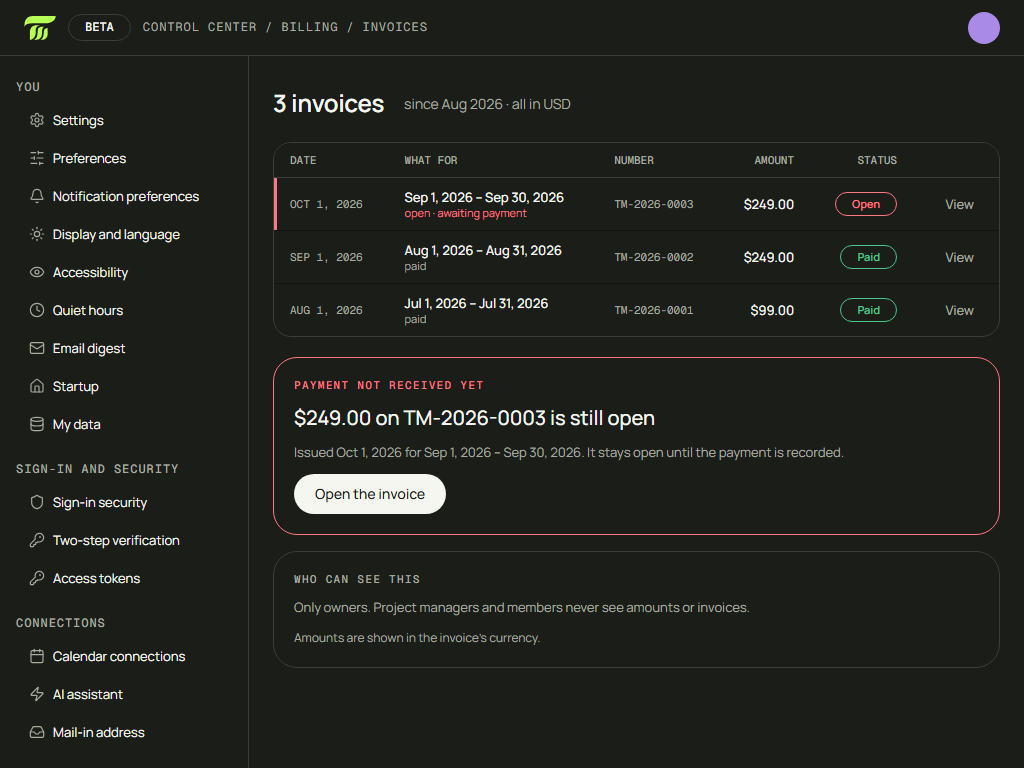 BETA
CONTROL CENTER / BILLING / INVOICES
YOU
Settings
Preferences
Notification preferences
Display and language
Accessibility
Quiet hours
Email digest
Startup
My data
SIGN-IN AND SECURITY
Sign-in security
Two-step verification
Access tokens
CONNECTIONS
Calendar connections
AI assistant
Mail-in address
3 invoices since Aug 2026 · all in USD
DATE WHAT FOR NUMBER AMOUNT STATUS
OCT 1, 2026 Sep 1, 2026 – Sep 30, 2026 TM-2026-0003 $249.00 Open View
open · awaiting payment
SEP 1, 2026 Aug 1, 2026 – Aug 31, 2026 TM-2026-0002 $249.00 Paid View
paid
AUG 1, 2026 Jul 1, 2026 – Jul 31, 2026 TM-2026-0001 $99.00 Paid View
paid
PAYMENT NOT RECEIVED YET
$249.00 on TM-2026-0003 is still open
Issued Oct 1, 2026 for Sep 1, 2026 – Sep 30, 2026. It stays open until the payment is recorded.
Open the invoice
WHO CAN SEE THIS
Only owners. Project managers and members never see amounts or invoices.
Amounts are shown in the invoice's currency.